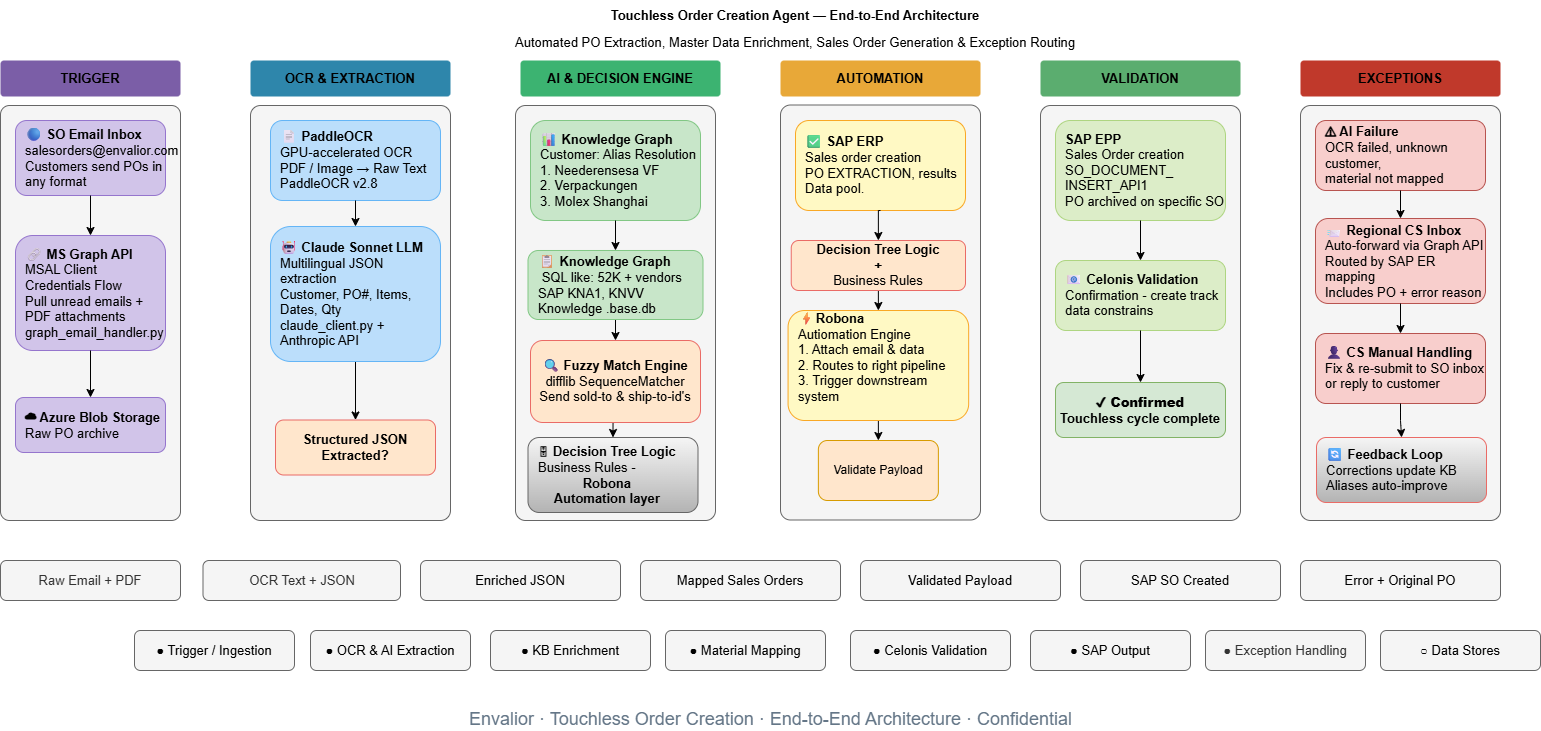 Touchless Order Creation Agent — End-to-End Architecture
Automated PO Extraction, Master Data Enrichment, Sales Order Generation & Exception Routing
TRIGGER
SO Email Inbox
salesorders@envalior.com
Customers send POs in
any format
MS Graph API
MSAL Client
Credentials Flow
Pull unread emails +
PDF attachments
graph_email_handler.py
Azure Blob Storage
Raw PO archive
OCR & EXTRACTION
PaddleOCR
GPU-accelerated OCR
PDF / Image → Raw Text
PaddleOCR v2.8
Claude Sonnet LLM
Multilingual JSON
extraction
Customer, PO#, Items,
Dates, Qty
claude_client.py +
Anthropic API
Structured JSON
Extracted?
AI & DECISION ENGINE
Knowledge Graph
Customer: Alias Resolution
1. Neederensesa VF
2. Verpackungen
3. Molex Shanghai
Knowledge Graph
SQL like: 52K + vendors
SAP KNA1, KNVV
Knowledge .base.db
Fuzzy Match Engine
difflib SequenceMatcher
Send sold-to & ship-to-id's
Decision Tree Logic
Business Rules -
Robona
Automation layer
AUTOMATION
SAP ERP
Sales order creation
PO EXTRACTION, results
Data pool.
Decision Tree Logic
+
Business Rules
Robona
Automation Engine
1. Attach email & data
2. Routes to right pipeline
3. Trigger downstream
system
Validate Payload
VALIDATION
SAP EPP
Sales Order creation
SO_DOCUMENT_
INSERT_API1
PO archived on specific SO
Celonis Validation
Confirmation - create track
data constrains
✓ Confirmed
Touchless cycle complete
EXCEPTIONS
⚠ AI Failure
OCR failed, unknown
customer,
material not mapped
Regional CS Inbox
Auto-forward via Graph API
Routed by SAP ER
mapping
Includes PO + error reason
CS Manual Handling
Fix & re-submit to SO inbox
or reply to customer
Feedback Loop
Corrections update KB
Aliases auto-improve
Raw Email + PDF
OCR Text + JSON
Enriched JSON
Mapped Sales Orders
Validated Payload
SAP SO Created
Error + Original PO
● Trigger / Ingestion
● OCR & AI Extraction
● KB Enrichment
● Material Mapping
● Celonis Validation
● SAP Output
● Exception Handling
○ Data Stores
Envalior · Touchless Order Creation · End-to-End Architecture · Confidential